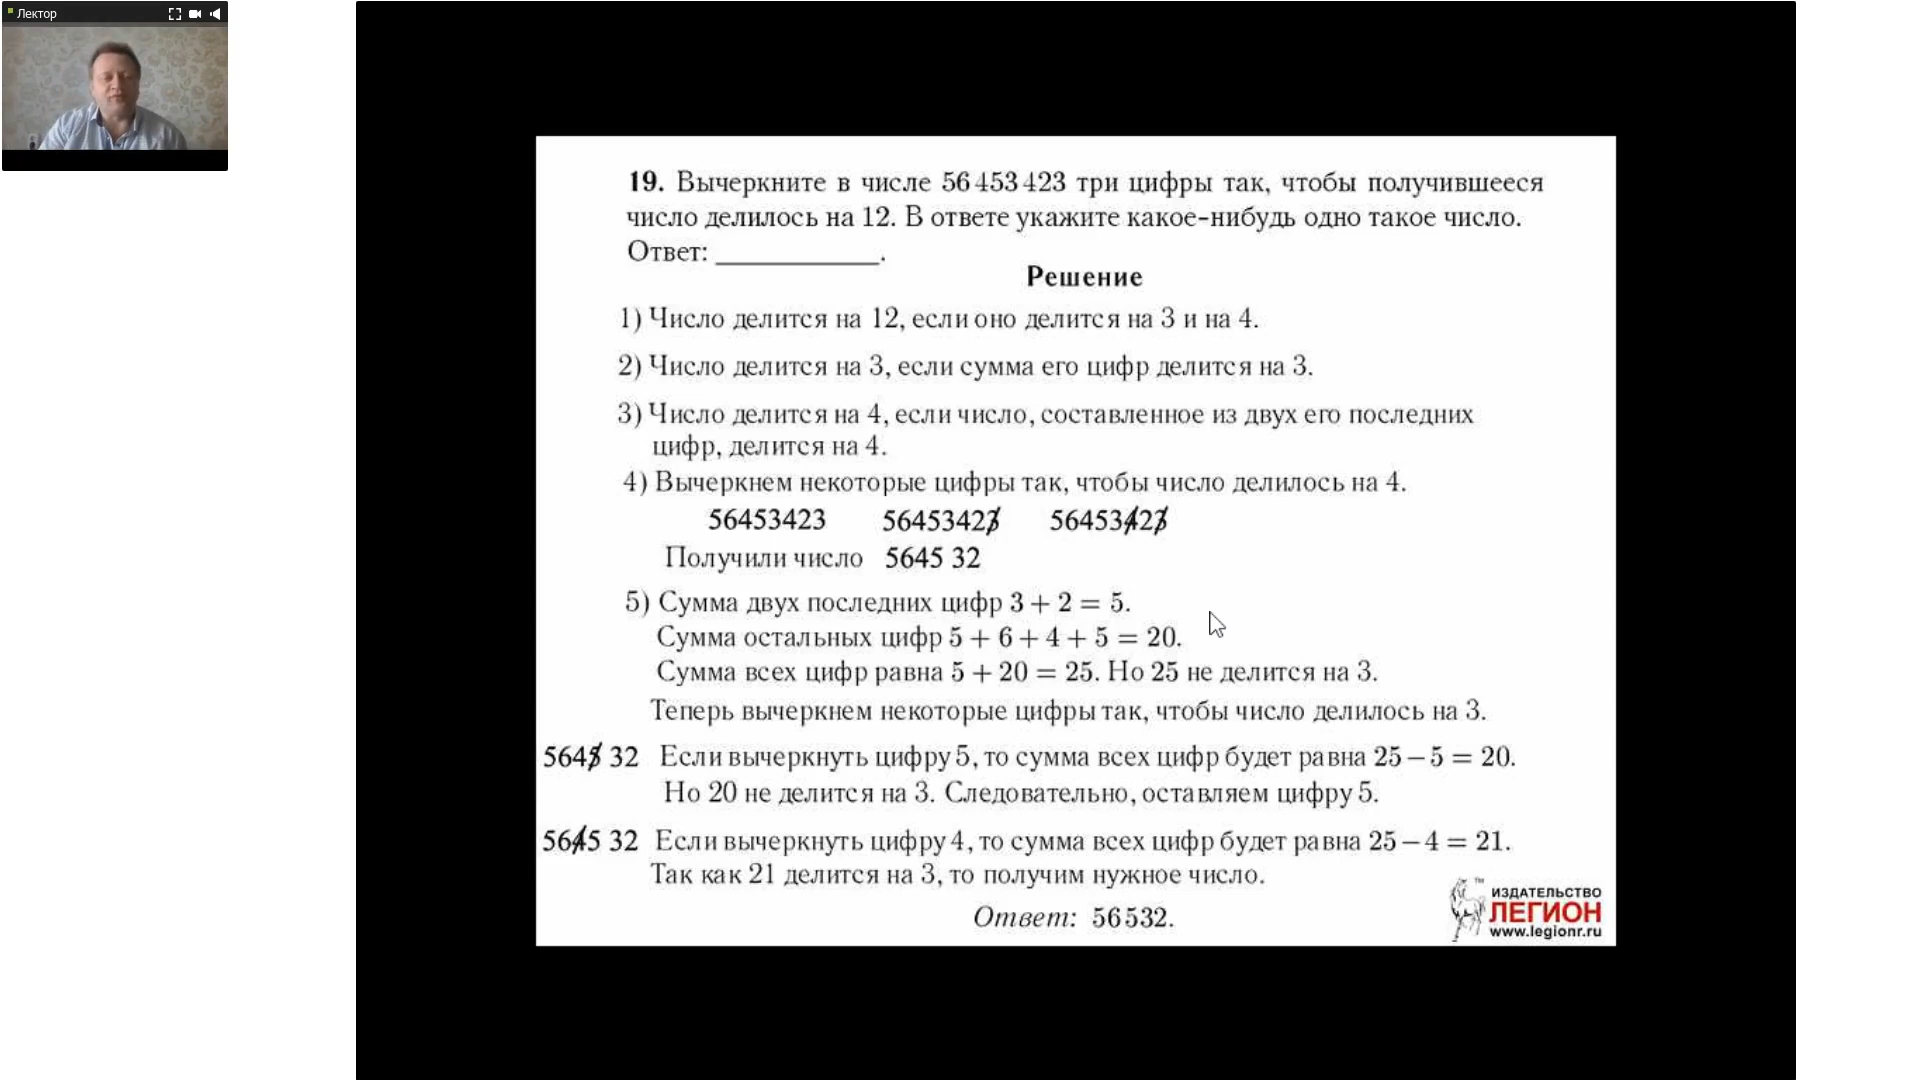 Лектор
19. Вычеркните в числе 56 453 423 три цифры так, чтобы получившееся
число делилось на 12. В ответе укажите какое-нибудь одно такое число.
Ответ: ____________.
Решение
1) Число делится на 12, если оно делится на 3 и на 4.
2) Число делится на 3, если сумма его цифр делится на 3.
3) Число делится на 4, если число, составленное из двух его последних
цифр, делится на 4.
4) Вычеркнем некоторые цифры так, чтобы число делилось на 4.
56453423 56453423 56453423
Получили число 5645 32
5) Сумма двух последних цифр 3 + 2 = 5.
Сумма остальных цифр 5 + 6 + 4 + 5 = 20.
Сумма всех цифр равна 5 + 20 = 25. Но 25 не делится на 3.
Теперь вычеркнем некоторые цифры так, чтобы число делилось на 3.
5645 32 Если вычеркнуть цифру 5, то сумма всех цифр будет равна 25 – 5 = 20.
Но 20 не делится на 3. Следовательно, оставляем цифру 5.
5645 32 Если вычеркнуть цифру 4, то сумма всех цифр будет равна 25 – 4 = 21.
Так как 21 делится на 3, то получим нужное число.
Ответ: 56 532.
TM
ИЗДАТЕЛЬСТВО
ЛЕГИОН
www.legionr.ru